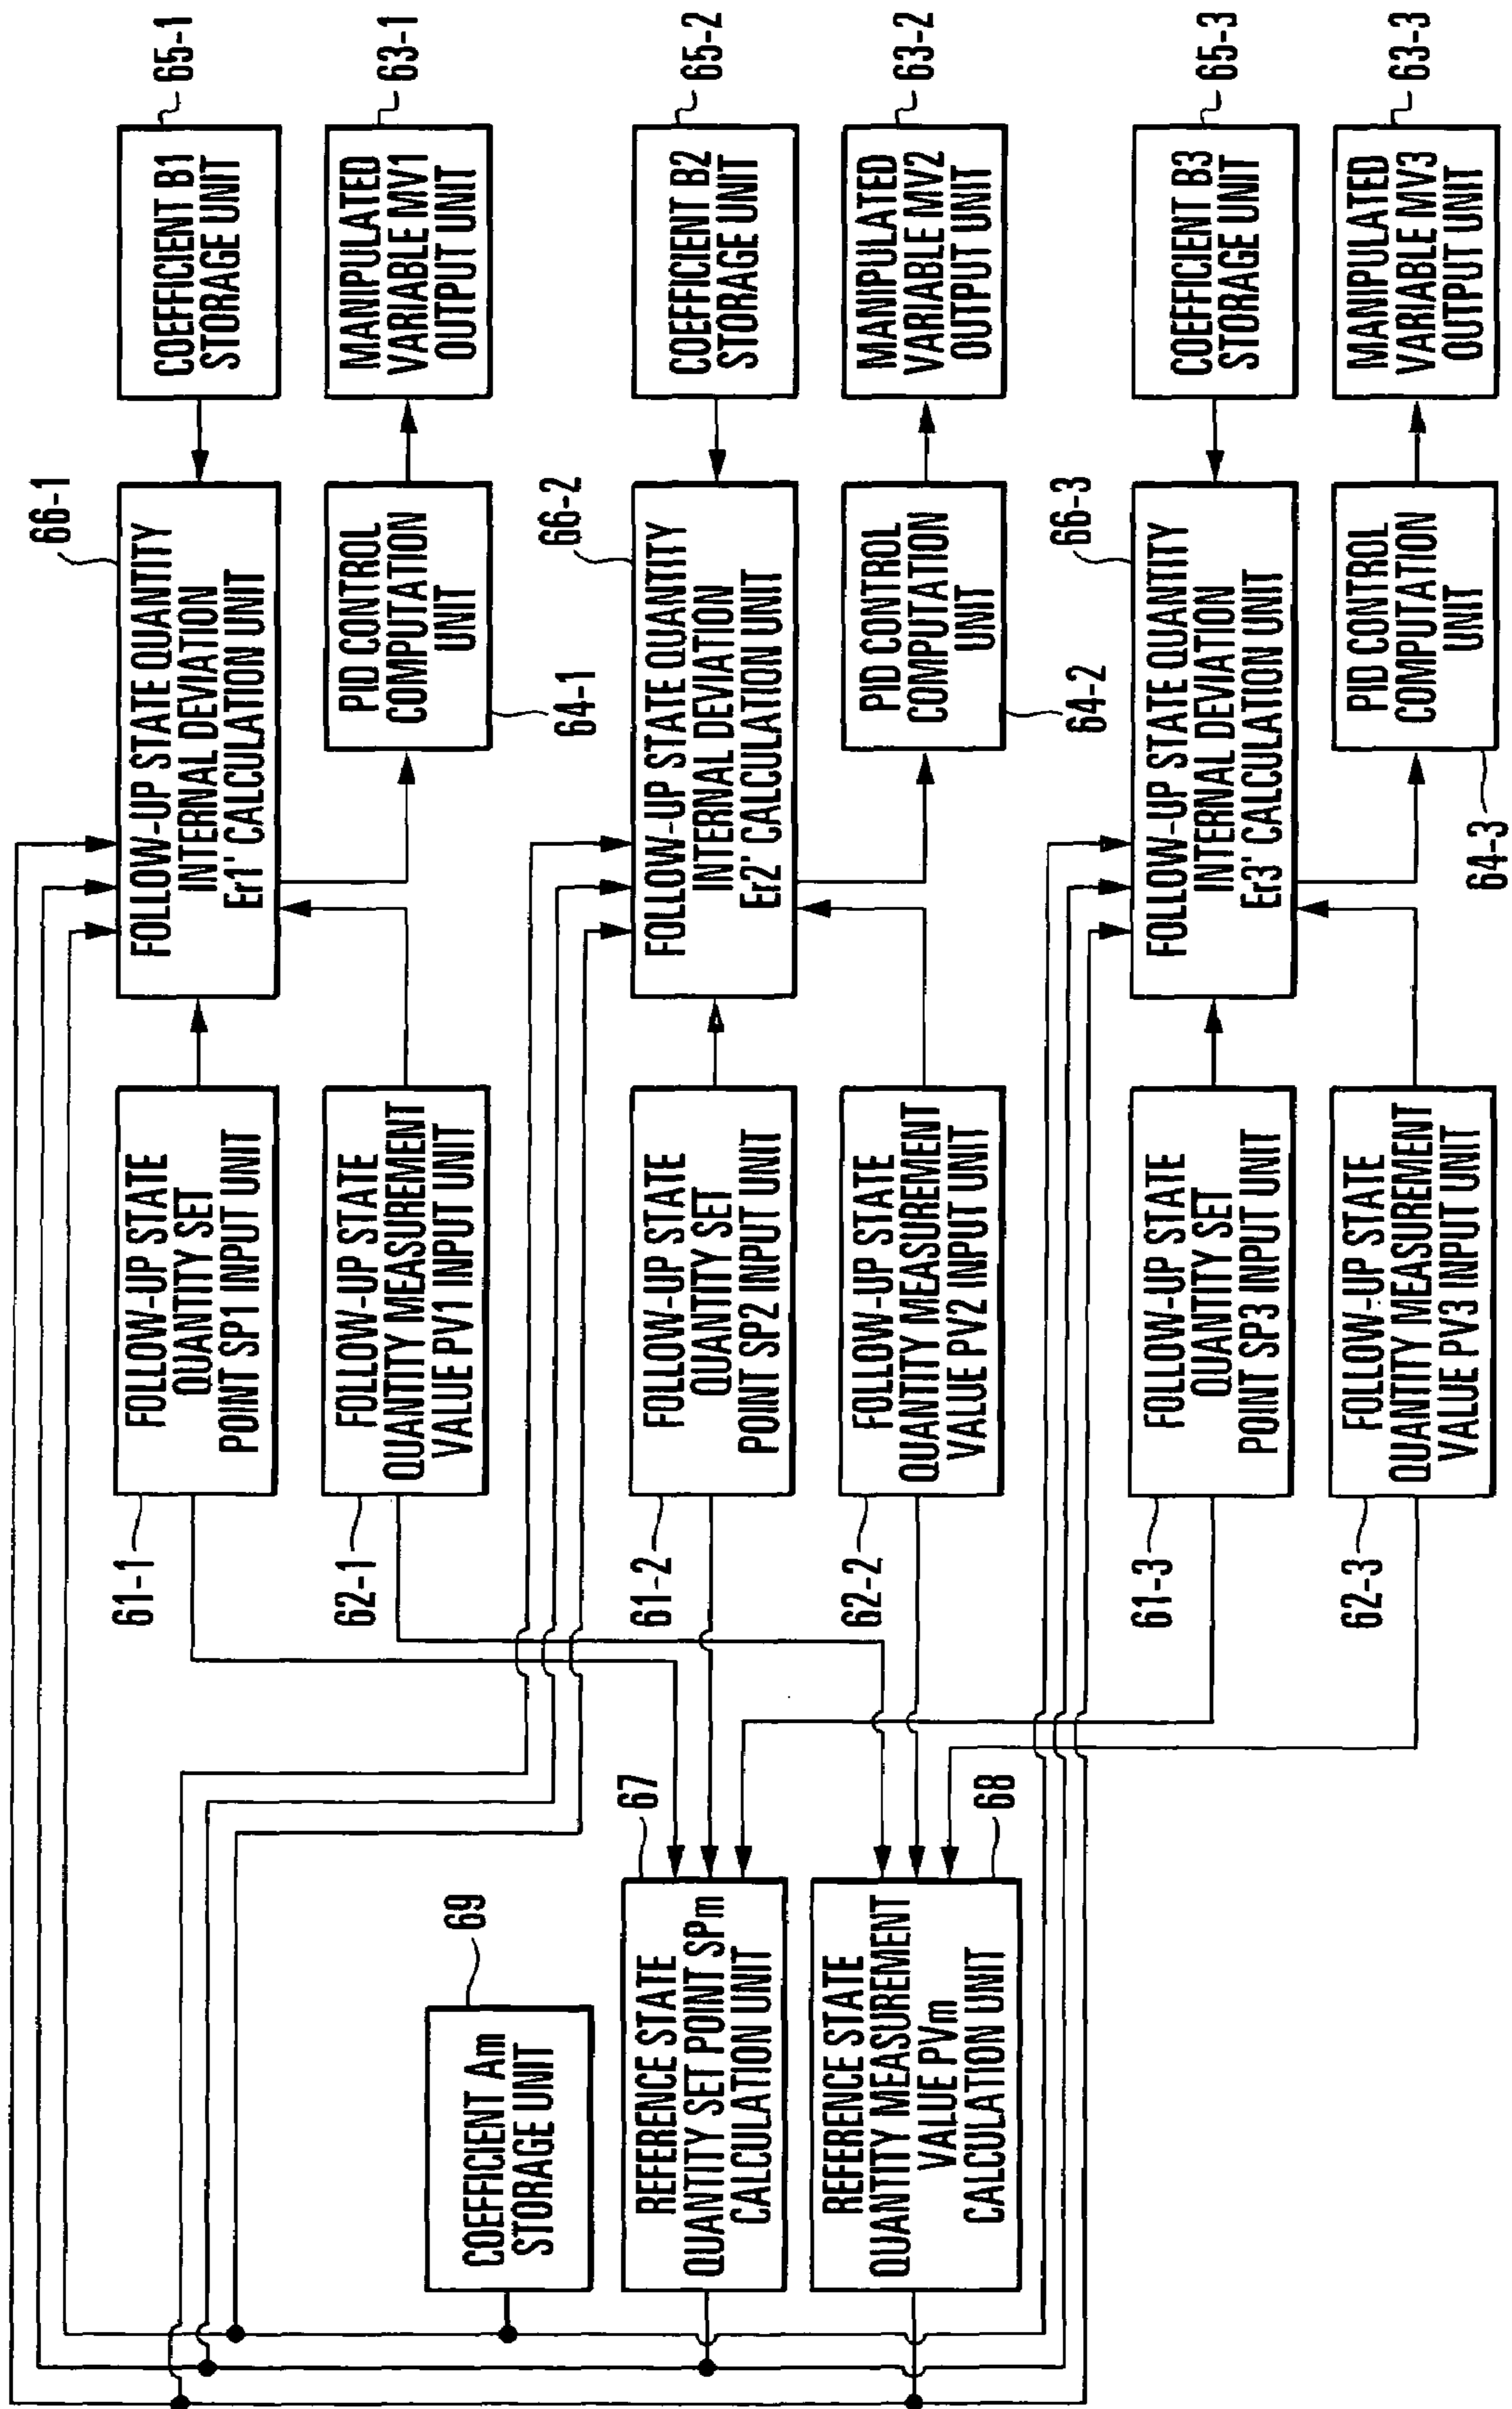 COEFFICIENT Am
STORAGE UNIT
69
REFERENCE STATE
QUANTITY SET POINT SPm
CALCULATION UNIT
67
REFERENCE STATE
QUANTITY MEASUREMENT
VALUE PVm
CALCULATION UNIT
68
FOLLOW-UP STATE
QUANTITY SET
POINT SP1 INPUT UNIT
61-1
FOLLOW-UP STATE
QUANTITY MEASUREMENT
VALUE PV1 INPUT UNIT
62-1
FOLLOW-UP STATE QUANTITY
INTERNAL DEVIATION
Er1' CALCULATION UNIT
66-1
PID CONTROL
COMPUTATION
UNIT
64-1
COEFFICIENT B1
STORAGE UNIT
65-1
MANIPULATED
VARIABLE MV1
OUTPUT UNIT
63-1
FOLLOW-UP STATE
QUANTITY SET
POINT SP2 INPUT UNIT
61-2
FOLLOW-UP STATE
QUANTITY MEASUREMENT
VALUE PV2 INPUT UNIT
62-2
FOLLOW-UP STATE QUANTITY
INTERNAL DEVIATION
Er2' CALCULATION UNIT
66-2
PID CONTROL
COMPUTATION
UNIT
64-2
COEFFICIENT B2
STORAGE UNIT
65-2
MANIPULATED
VARIABLE MV2
OUTPUT UNIT
63-2
FOLLOW-UP STATE
QUANTITY SET
POINT SP3 INPUT UNIT
61-3
FOLLOW-UP STATE
QUANTITY MEASUREMENT
VALUE PV3 INPUT UNIT
62-3
FOLLOW-UP STATE QUANTITY
INTERNAL DEVIATION
Er3' CALCULATION UNIT
66-3
PID CONTROL
COMPUTATION
UNIT
64-3
COEFFICIENT B3
STORAGE UNIT
65-3
MANIPULATED
VARIABLE MV3
OUTPUT UNIT
63-3